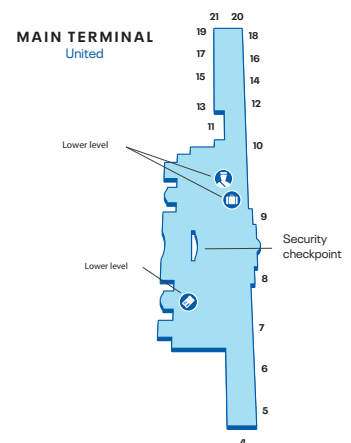 21 20
MAIN TERMINAL
United
19 18
17 16
15 14
13 12
11
10
Lower level
9
Security
checkpoint
Lower level
8
7
6
5